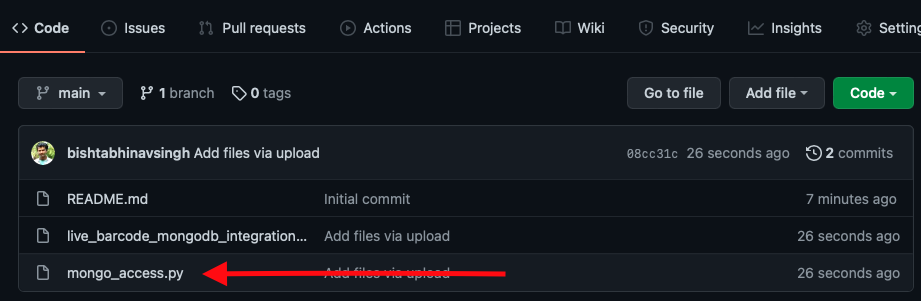 <> Code Issues Pull requests Actions Projects Wiki Security Insights Setting
main 1 branch 0 tags Go to file Add file Code
bishtabhinavsingh Add files via upload 08cc31c 26 seconds ago 2 commits
README.md Initial commit 7 minutes ago
live_barcode_mongodb_integration... Add files via upload 26 seconds ago
mongo_access.py Add files via upload 26 seconds ago